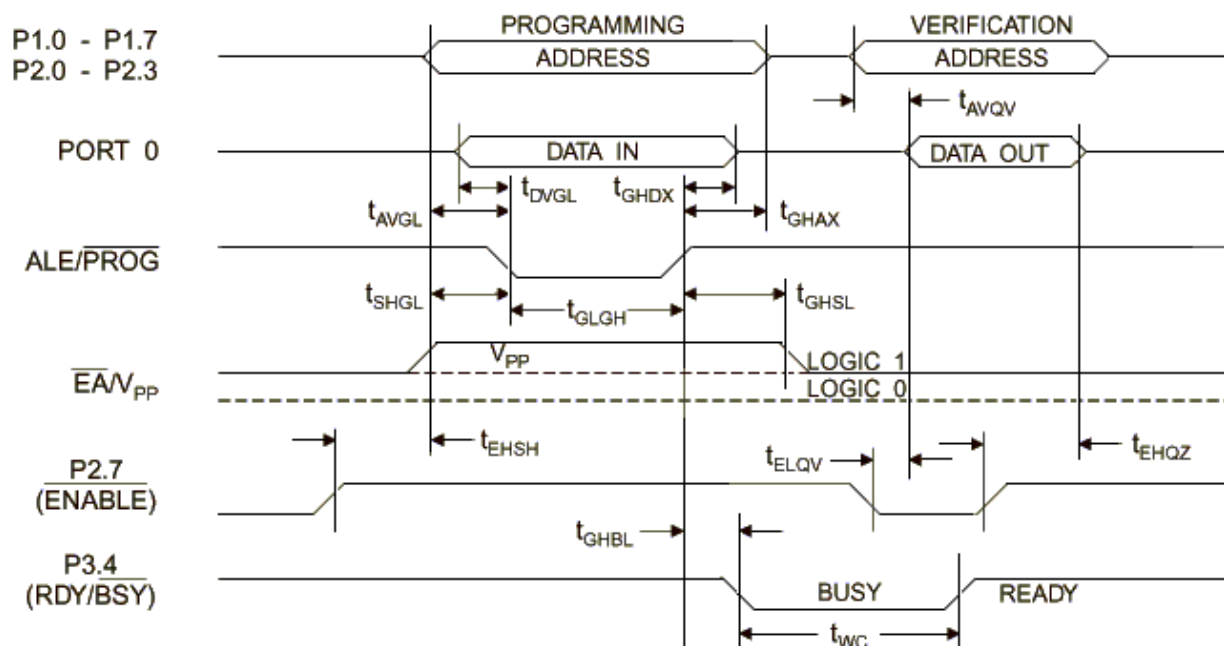 P1.0 - P1.7
P2.0 - P2.3
PROGRAMMING
ADDRESS
VERIFICATION
ADDRESS
tAVQV
PORT 0
DATA IN
DATA OUT
tDVGL
tGHDX
tAVGL
tGHAX
ALE/PROG
tSHGL
tGLGH
tGHSL
EA/VPP
VPP
LOGIC 1
LOGIC 0
tEHSH
tELQV
tEHQZ
P2.7
(ENABLE)
tGHBL
P3.4
(RDY/BSY)
BUSY
READY
tWC